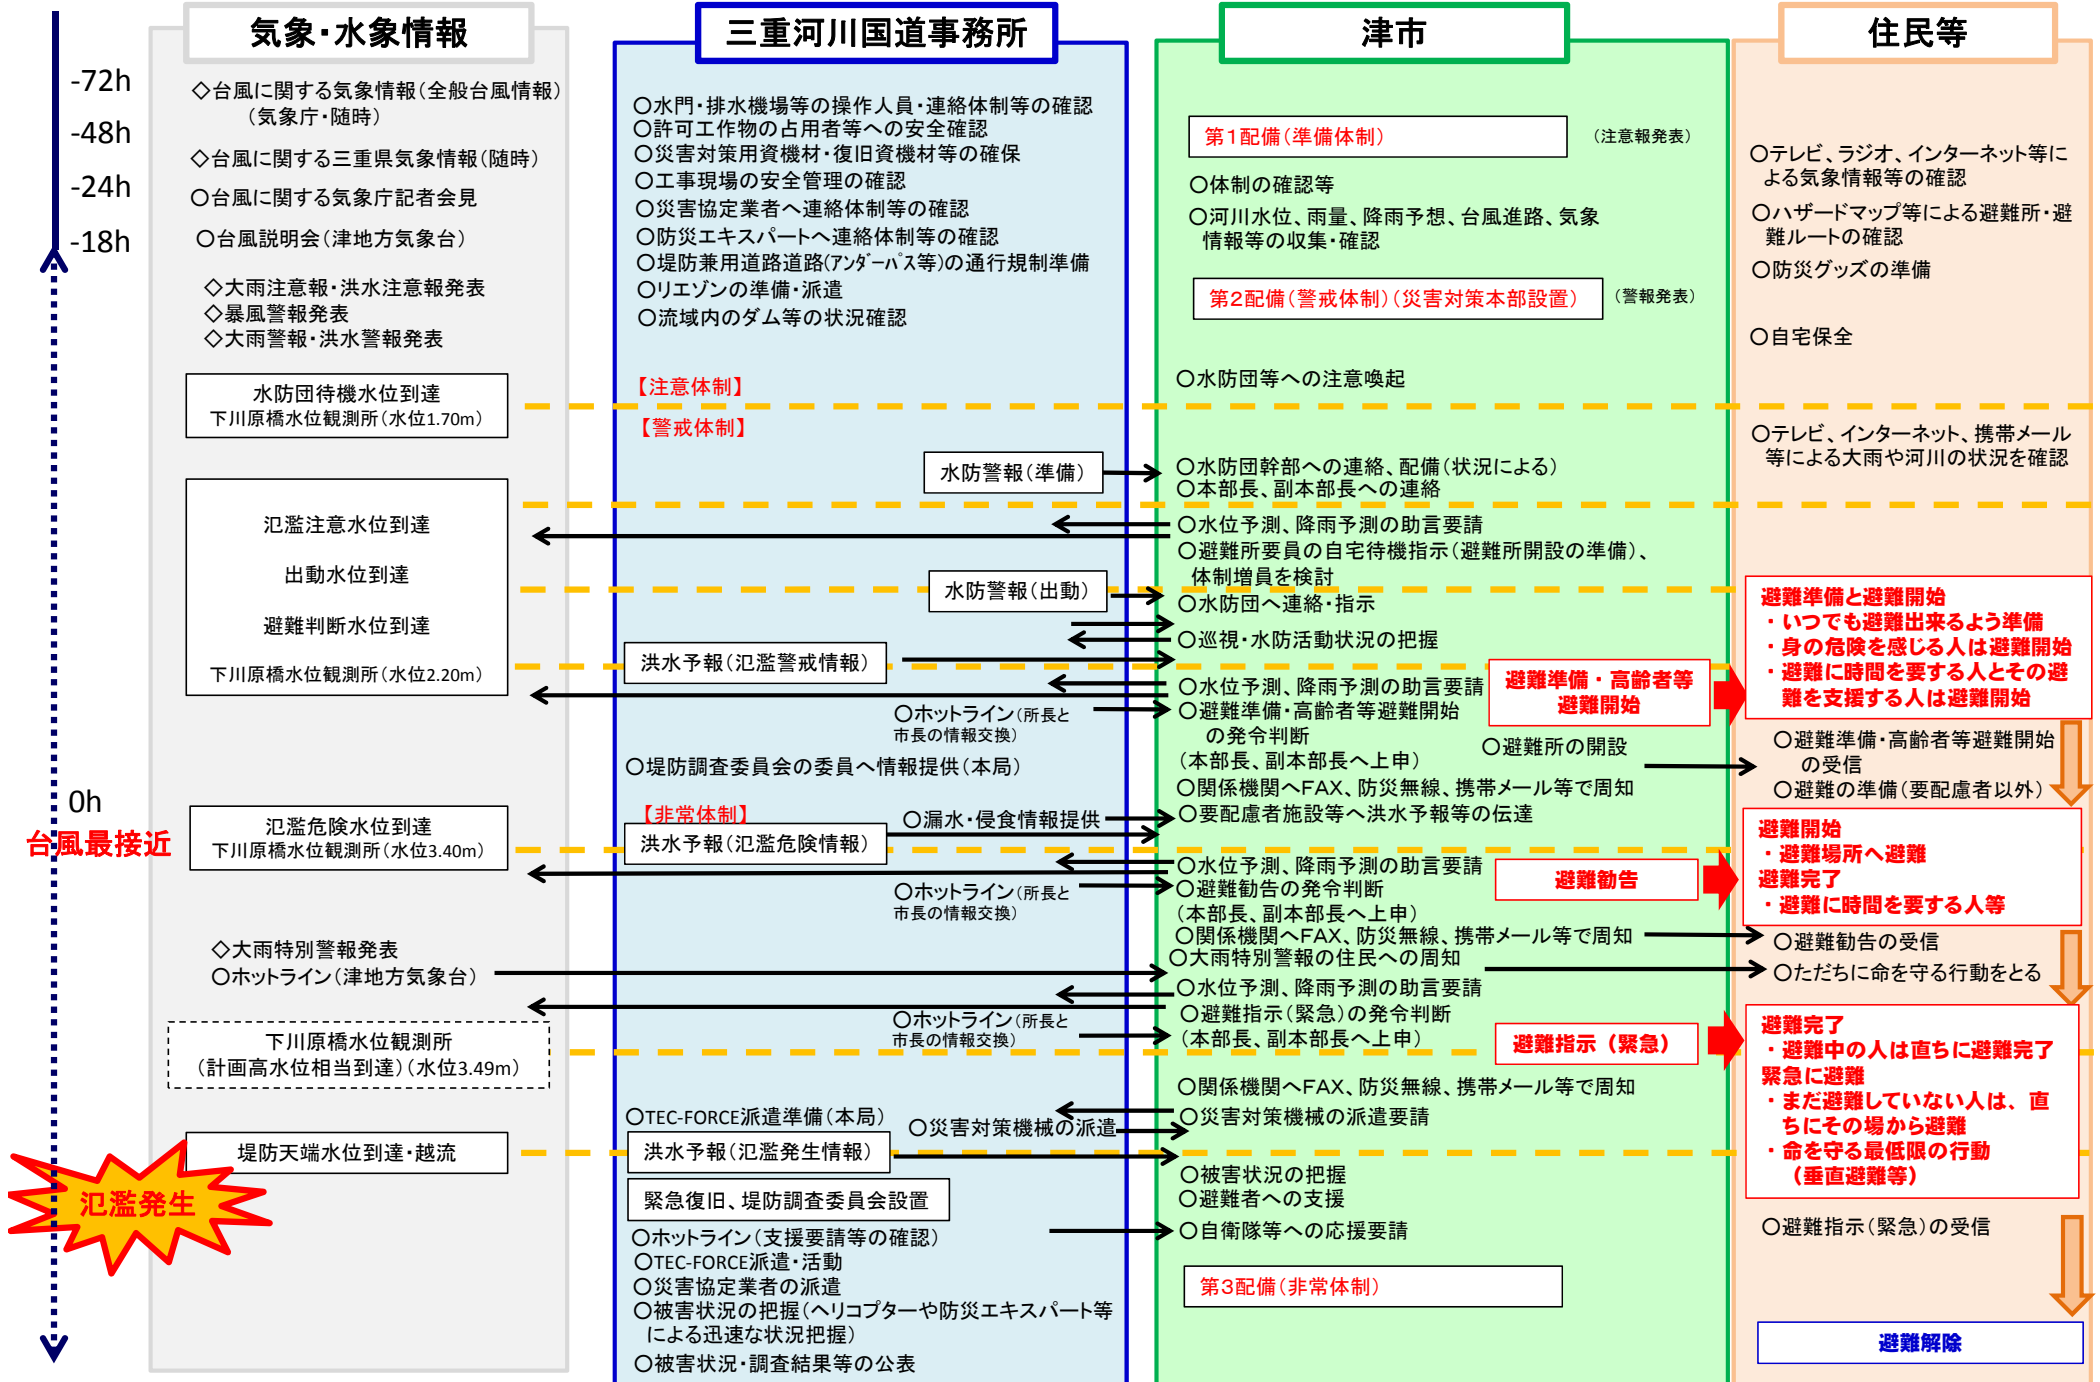 -72h
-48h
-24h
-18h
0h
台風最接近
氾濫発生
気象・水象情報
◇台風に関する気象情報(全般台風情報)
(気象庁・随時)
◇台風に関する三重県気象情報(随時)
○台風に関する気象庁記者会見
○台風説明会(津地方気象台)
◇大雨注意報・洪水注意報発表
◇暴風警報発表
◇大雨警報・洪水警報発表
水防団待機水位到達
下川原橋水位観測所(水位1.70m)
氾濫注意水位到達
出動水位到達
避難判断水位到達
下川原橋水位観測所(水位2.20m)
氾濫危険水位到達
下川原橋水位観測所(水位3.40m)
◇大雨特別警報発表
○ホットライン(津地方気象台)
下川原橋水位観測所
(計画高水位相当到達)(水位3.49m)
堤防天端水位到達・越流
三重河川国道事務所
○水門・排水機場等の操作人員・連絡体制等の確認
○許可工作物の占用者等への安全確認
○災害対策用資機材・復旧資機材等の確保
○工事現場の安全管理の確認
○災害協定業者へ連絡体制等の確認
○防災エキスパートへ連絡体制等の確認
○堤防兼用道路道路(アンダーパス等)の通行規制準備
○リエゾンの準備・派遣
○流域内のダム等の状況確認
【注意体制】
【警戒体制】
水防警報(準備)
水防警報(出動)
洪水予報(氾濫警戒情報)
○ホットライン(所長と
市長の情報交換)
○堤防調査委員会の委員へ情報提供(本局)
【非常体制】
○漏水・侵食情報提供
洪水予報(氾濫危険情報)
○ホットライン(所長と
市長の情報交換)
○ホットライン(所長と
市長の情報交換)
○TEC-FORCE派遣準備(本局)
○災害対策機械の派遣
洪水予報(氾濫発生情報)
緊急復旧、堤防調査委員会設置
○ホットライン(支援要請等の確認)
○TEC-FORCE派遣・活動
○災害協定業者の派遣
○被害状況の把握(ヘリコプターや防災エキスパート等
による迅速な状況把握)
○被害状況・調査結果等の公表
津市
第1配備(準備体制)
(注意報発表)
○体制の確認等
○河川水位、雨量、降雨予想、台風進路、気象
情報等の収集・確認
第2配備(警戒体制)(災害対策本部設置)
(警報発表)
○水防団等への注意喚起
○水防団幹部への連絡、配備(状況による)
○本部長、副本部長への連絡
○水位予測、降雨予測の助言要請
○避難所要員の自宅待機指示(避難所開設の準備)、
体制増員を検討
○水防団へ連絡・指示
○巡視・水防活動状況の把握
○水位予測、降雨予測の助言要請
○避難準備・高齢者等避難開始
の発令判断
(本部長、副本部長へ上申)
避難準備・高齢者等
避難開始
○避難所の開設
○関係機関へFAX、防災無線、携帯メール等で周知
○要配慮者施設等へ洪水予報等の伝達
○水位予測、降雨予測の助言要請
○避難勧告の発令判断
(本部長、副本部長へ上申)
避難勧告
○関係機関へFAX、防災無線、携帯メール等で周知
○大雨特別警報の住民への周知
○水位予測、降雨予測の助言要請
○避難指示(緊急)の発令判断
(本部長、副本部長へ上申)
避難指示(緊急)
○関係機関へFAX、防災無線、携帯メール等で周知
○災害対策機械の派遣要請
○被害状況の把握
○避難者への支援
○自衛隊等への応援要請
第3配備(非常体制)
住民等
○テレビ、ラジオ、インターネット等に
よる気象情報等の確認
○ハザードマップ等による避難所・避
難ルートの確認
○防災グッズの準備
○自宅保全
○テレビ、インターネット、携帯メール
等による大雨や河川の状況を確認
避難準備と避難開始
・いつでも避難出来るよう準備
・身の危険を感じる人は避難開始
・避難に時間を要する人とその避
難を支援する人は避難開始
○避難準備・高齢者等避難開始
の受信
○避難の準備(要配慮者以外)
避難開始
・避難場所へ避難
避難完了
・避難に時間を要する人等
○避難勧告の受信
○ただちに命を守る行動をとる
避難完了
・避難中の人は直ちに避難完了
緊急に避難
・まだ避難していない人は、直
ちにその場から避難
・命を守る最低限の行動
(垂直避難等)
○避難指示(緊急)の受信
避難解除